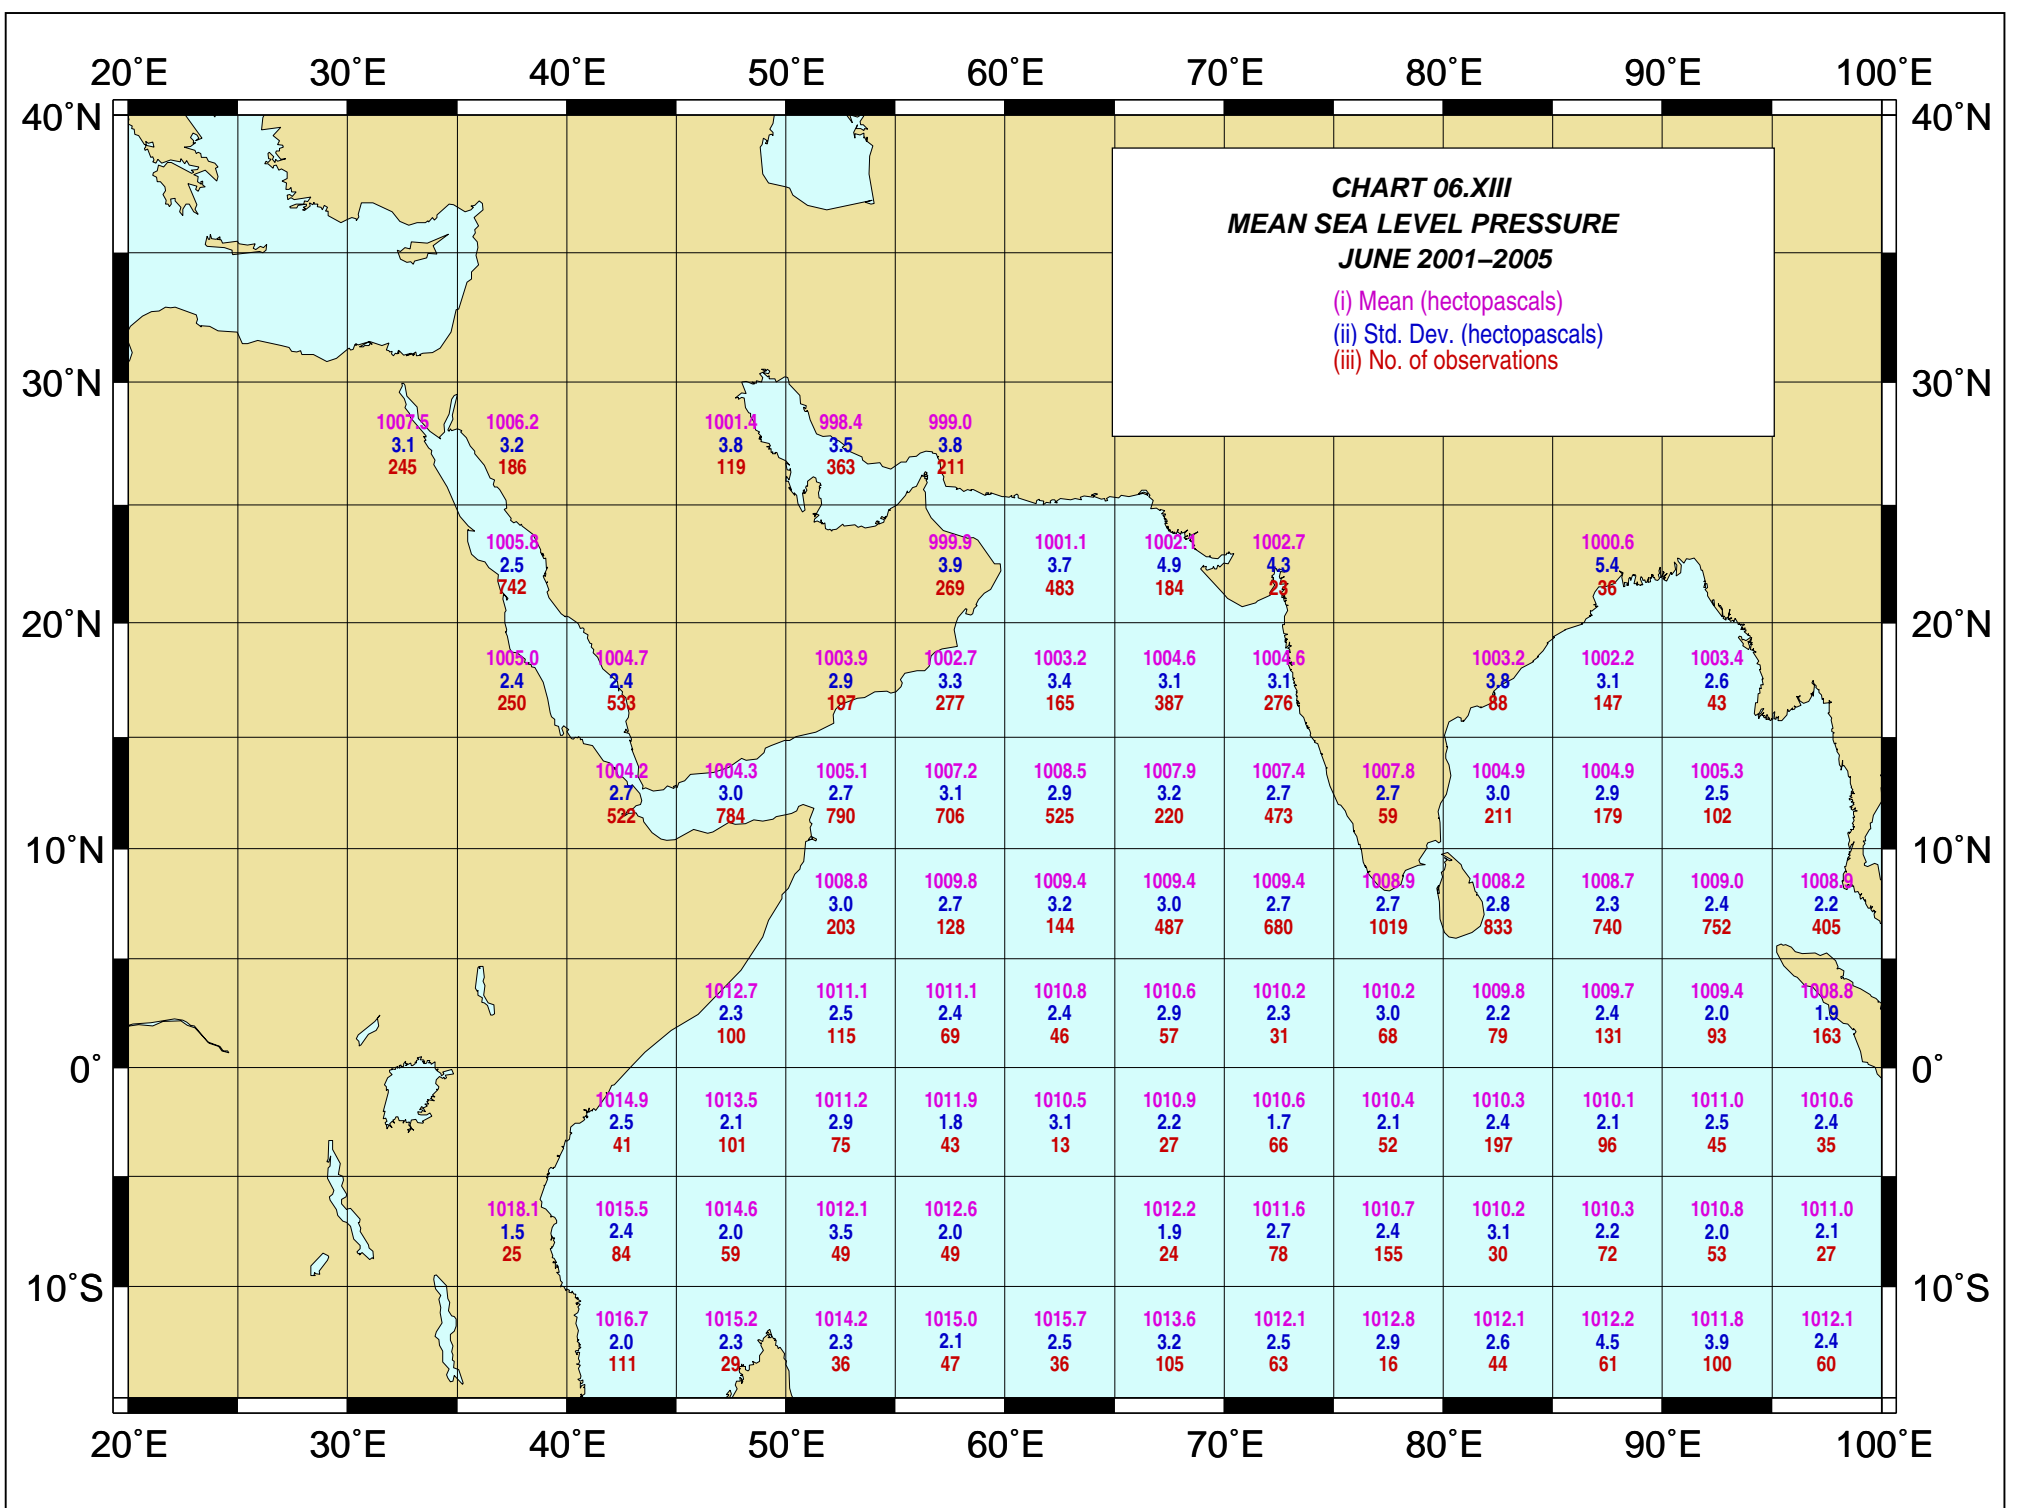 20°E 30°E 40°E 50°E 60°E 70°E 80°E 90°E 100°E
40°N 40°N
CHART 06.XIII
MEAN SEA LEVEL PRESSURE
JUNE 2001–2005
(i) Mean (hectopascals)
(ii) Std. Dev. (hectopascals)
(iii) No. of observations
30°N 30°N
1007.5 1006.2 1001.4 998.4 999.0
3.1 3.2 3.8 3.5 3.8
245 186 119 363 211
1005.8 999.9 1001.1 1002.1 1002.7 1000.6
2.5 3.9 3.7 4.9 4.3 5.4
742 269 483 184 23 36
20°N 20°N
1005.0 1004.7 1003.9 1002.7 1003.2 1004.6 1004.6 1003.2 1002.2 1003.4
2.4 2.4 2.9 3.3 3.4 3.1 3.1 3.8 3.1 2.6
250 533 197 277 165 387 276 88 147 43
1004.2 1004.3 1005.1 1007.2 1008.5 1007.9 1007.4 1007.8 1004.9 1004.9 1005.3
2.7 3.0 2.7 3.1 2.9 3.2 2.7 2.7 3.0 2.9 2.5
522 784 790 706 525 220 473 59 211 179 102
10°N 10°N
1008.8 1009.8 1009.4 1009.4 1009.4 1008.9 1008.2 1008.7 1009.0 1008.9
3.0 2.7 3.2 3.0 2.7 2.7 2.8 2.3 2.4 2.2
203 128 144 487 680 1019 833 740 752 405
1012.7 1011.1 1011.1 1010.8 1010.6 1010.2 1010.2 1009.8 1009.7 1009.4 1008.8
2.3 2.5 2.4 2.4 2.9 2.3 3.0 2.2 2.4 2.0 1.9
100 115 69 46 57 31 68 79 131 93 163
0° 0°
1014.9 1013.5 1011.2 1011.9 1010.5 1010.9 1010.6 1010.4 1010.3 1010.1 1011.0 1010.6
2.5 2.1 2.9 1.8 3.1 2.2 1.7 2.1 2.4 2.1 2.5 2.4
41 101 75 43 13 27 66 52 197 96 45 35
1018.1 1015.5 1014.6 1012.1 1012.6 1012.2 1011.6 1010.7 1010.2 1010.3 1010.8 1011.0
1.5 2.4 2.0 3.5 2.0 1.9 2.7 2.4 3.1 2.2 2.0 2.1
25 84 59 49 49 24 78 155 30 72 53 27
10°S 10°S
1016.7 1015.2 1014.2 1015.0 1015.7 1013.6 1012.1 1012.8 1012.1 1012.2 1011.8 1012.1
2.0 2.3 2.3 2.1 2.5 3.2 2.5 2.9 2.6 4.5 3.9 2.4
111 29 36 47 36 105 63 16 44 61 100 60
20°E 30°E 40°E 50°E 60°E 70°E 80°E 90°E 100°E